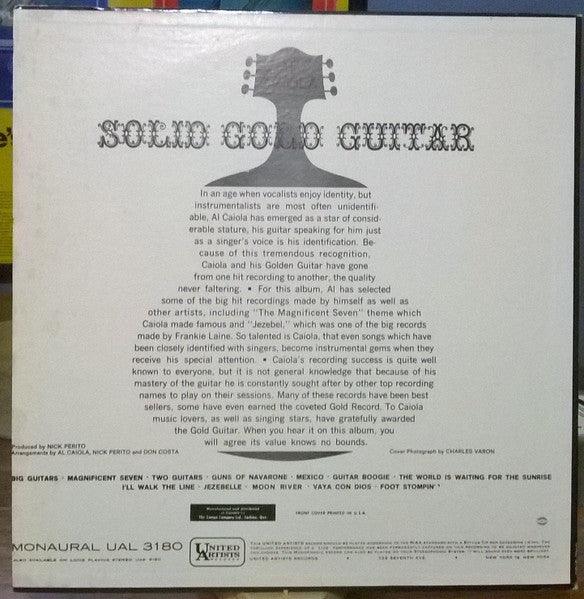 SOLID GOLD GUITAR
In an age when vocalists enjoy identity, but
instrumentalists are most often unidentifi-
able, Al Caiola has emerged as a star of consid-
erable stature, his guitar speaking for him just
as a singer's voice is his identification. Be-
cause of this tremendous recognition,
Caiola and his Golden Guitar have gone
from one hit recording to another, the quality
never faltering. • For this album, Al has selected
some of the big hit recordings made by himself as well as
other artists, including "The Magnificent Seven" theme which
Caiola made famous and "Jezebel," which was one of the big records
made by Frankie Laine. So talented is Caiola, that even songs which have
been closely identified with singers, become instrumental gems when they
receive his special attention. • Caiola's recording success is quite well
known to everyone, but it is not general knowledge that because of his
mastery of the guitar he is constantly sought after by other top recording
names to play on their sessions. Many of these records have been best
sellers, some have even earned the coveted Gold Record. To Caiola
music lovers, as well as singing stars, have gratefully awarded
the Gold Guitar. When you hear it on this album, you
will agree its value knows no bounds.
Produced by NICK PERITO
Arrangements by AL CAIOLA, NICK PERITO and DON COSTA
Cover Photograph by CHARLES VARON
BIG GUITARS · MAGNIFICENT SEVEN · TWO GUITARS · GUNS OF NAVARONE · MEXICO · GUITAR BOOGIE · THE WORLD IS WAITING FOR THE SUNRISE
I'LL WALK THE LINE · JEZEBELLE · MOON RIVER · VAYA CON DIOS · FOOT STOMPIN'
Manufactured and distributed
FRONT COVER PRINTED IN U.S.A.
MONAURAL UAL 3180
UNITED ARTISTS
UNITED ARTISTS RECORDS · 729 SEVENTH AVE. · NEW YORK 19, NEW YORK